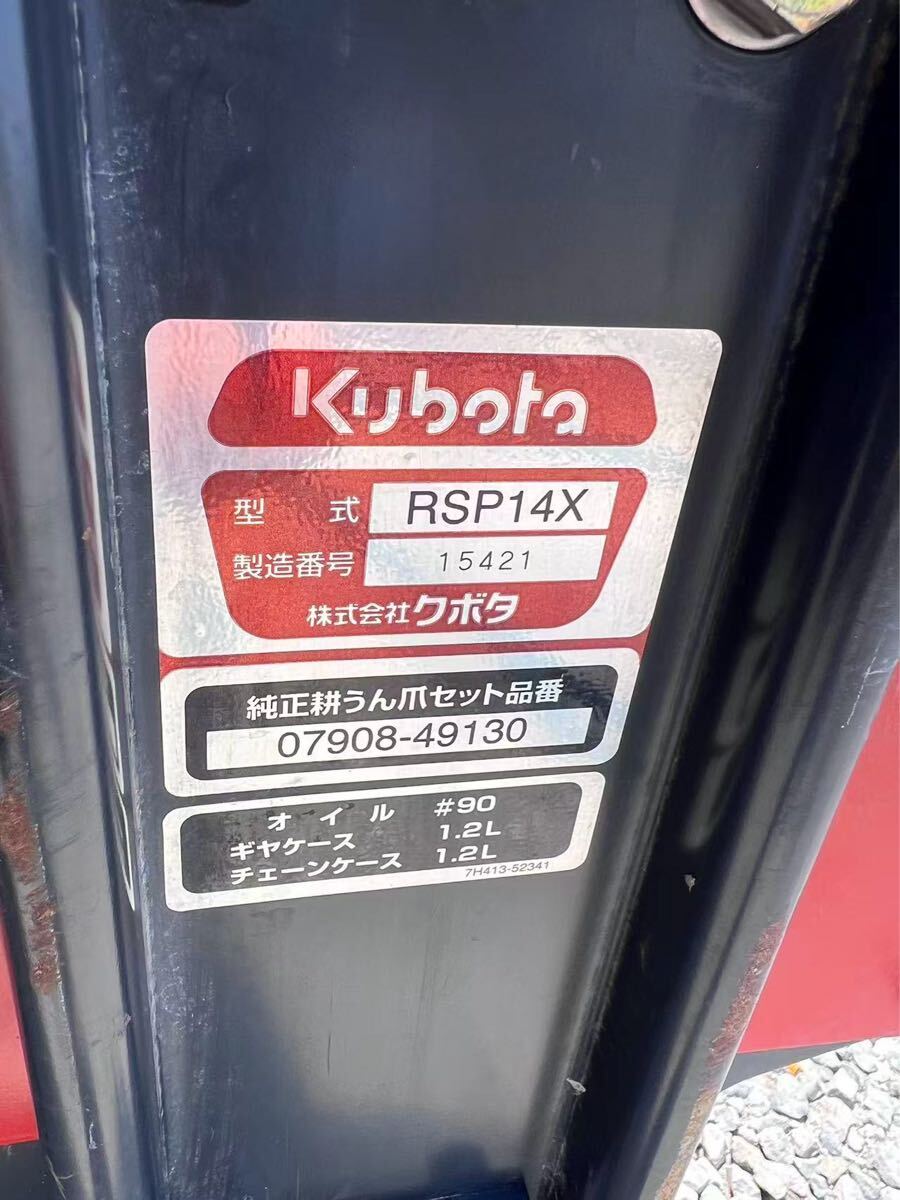 Kubota
型 式 RSP14X
製造番号 15421
株式会社クボタ
純正耕うん爪セット品番
07908-49130
オイル #90
ギヤケース 1.2L
チェーンケース 1.2L
7H413-52341